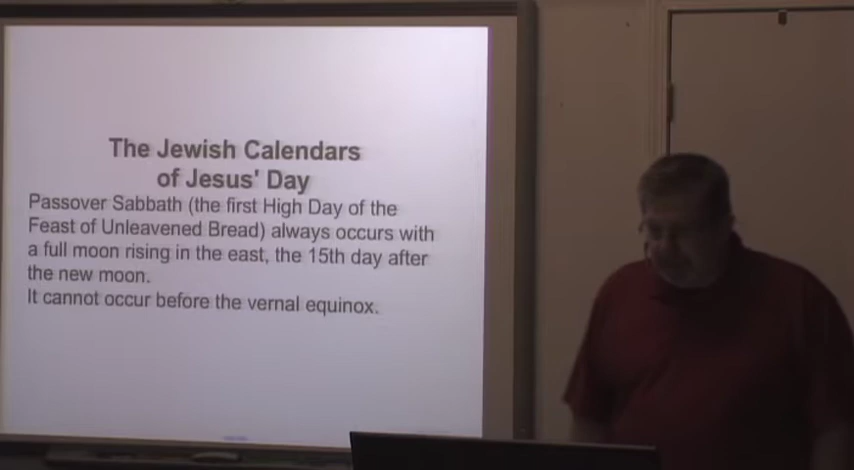 The Jewish Calendars
of Jesus' Day
Passover Sabbath (the first High Day of the
Feast of Unleavened Bread) always occurs with
a full moon rising in the east, the 15th day after
the new moon.
It cannot occur before the vernal equinox.